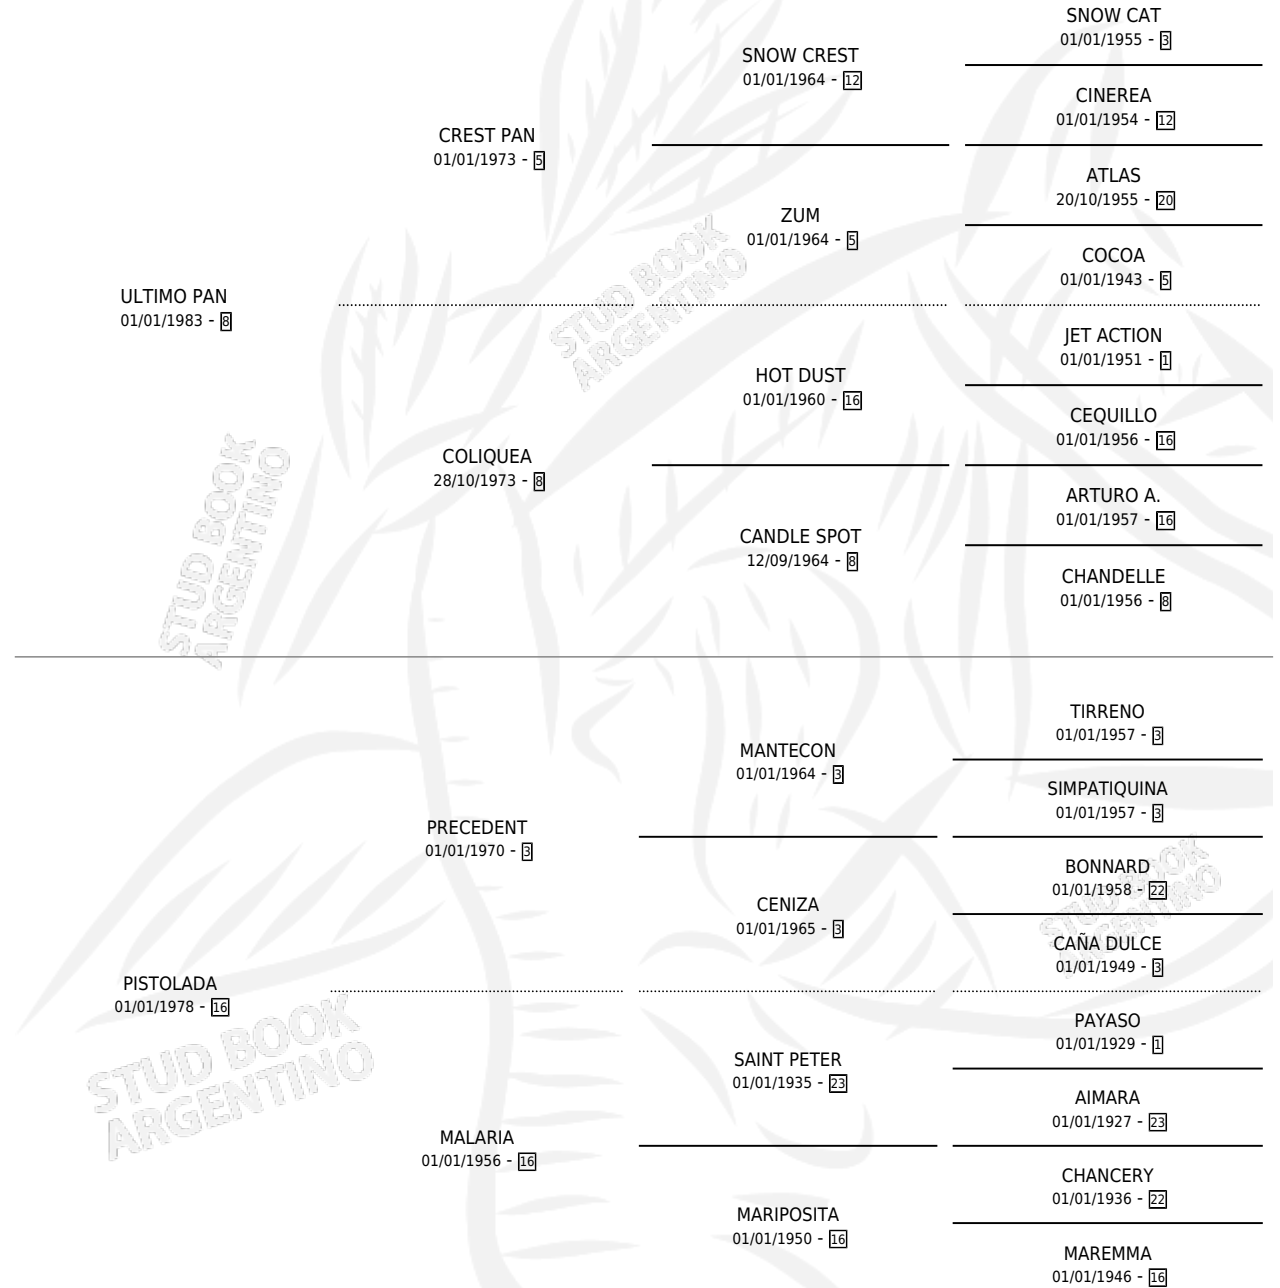 SNOW CAT
01/01/1955 - 3
SNOW CREST
01/01/1964 - 12
CINEREA
01/01/1954 - 12
CREST PAN
01/01/1973 - 5
ATLAS
20/10/1955 - 20
ZUM
01/01/1964 - 5
COCOA
01/01/1943 - 5
ULTIMO PAN
01/01/1983 - 8
STUD BOOK
ARGENTINO
JET ACTION
01/01/1951 - 1
HOT DUST
01/01/1960 - 16
CEQUILLO
01/01/1956 - 16
COLIQUEA
28/10/1973 - 8
ARTURO A.
01/01/1957 - 16
CANDLE SPOT
12/09/1964 - 8
CHANDELLE
01/01/1956 - 8
STUD BOOK
ARGENTINO
TIRRENO
01/01/1957 - 3
MANTECON
01/01/1964 - 3
SIMPATIQUINA
01/01/1957 - 3
PRECEDENT
01/01/1970 - 3
BONNARD
01/01/1958 - 22
CENIZA
01/01/1965 - 3
STUD BOOK
ARGENTINO
CAÑA DULCE
01/01/1949 - 3
PISTOLADA
01/01/1978 - 16
PAYASO
01/01/1929 - 1
SAINT PETER
01/01/1935 - 23
AIMARA
01/01/1927 - 23
STUD BOOK
ARGENTINO
MALARIA
01/01/1956 - 16
CHANCERY
01/01/1936 - 22
MARIPOSITA
01/01/1950 - 16
MAREMMA
01/01/1946 - 16